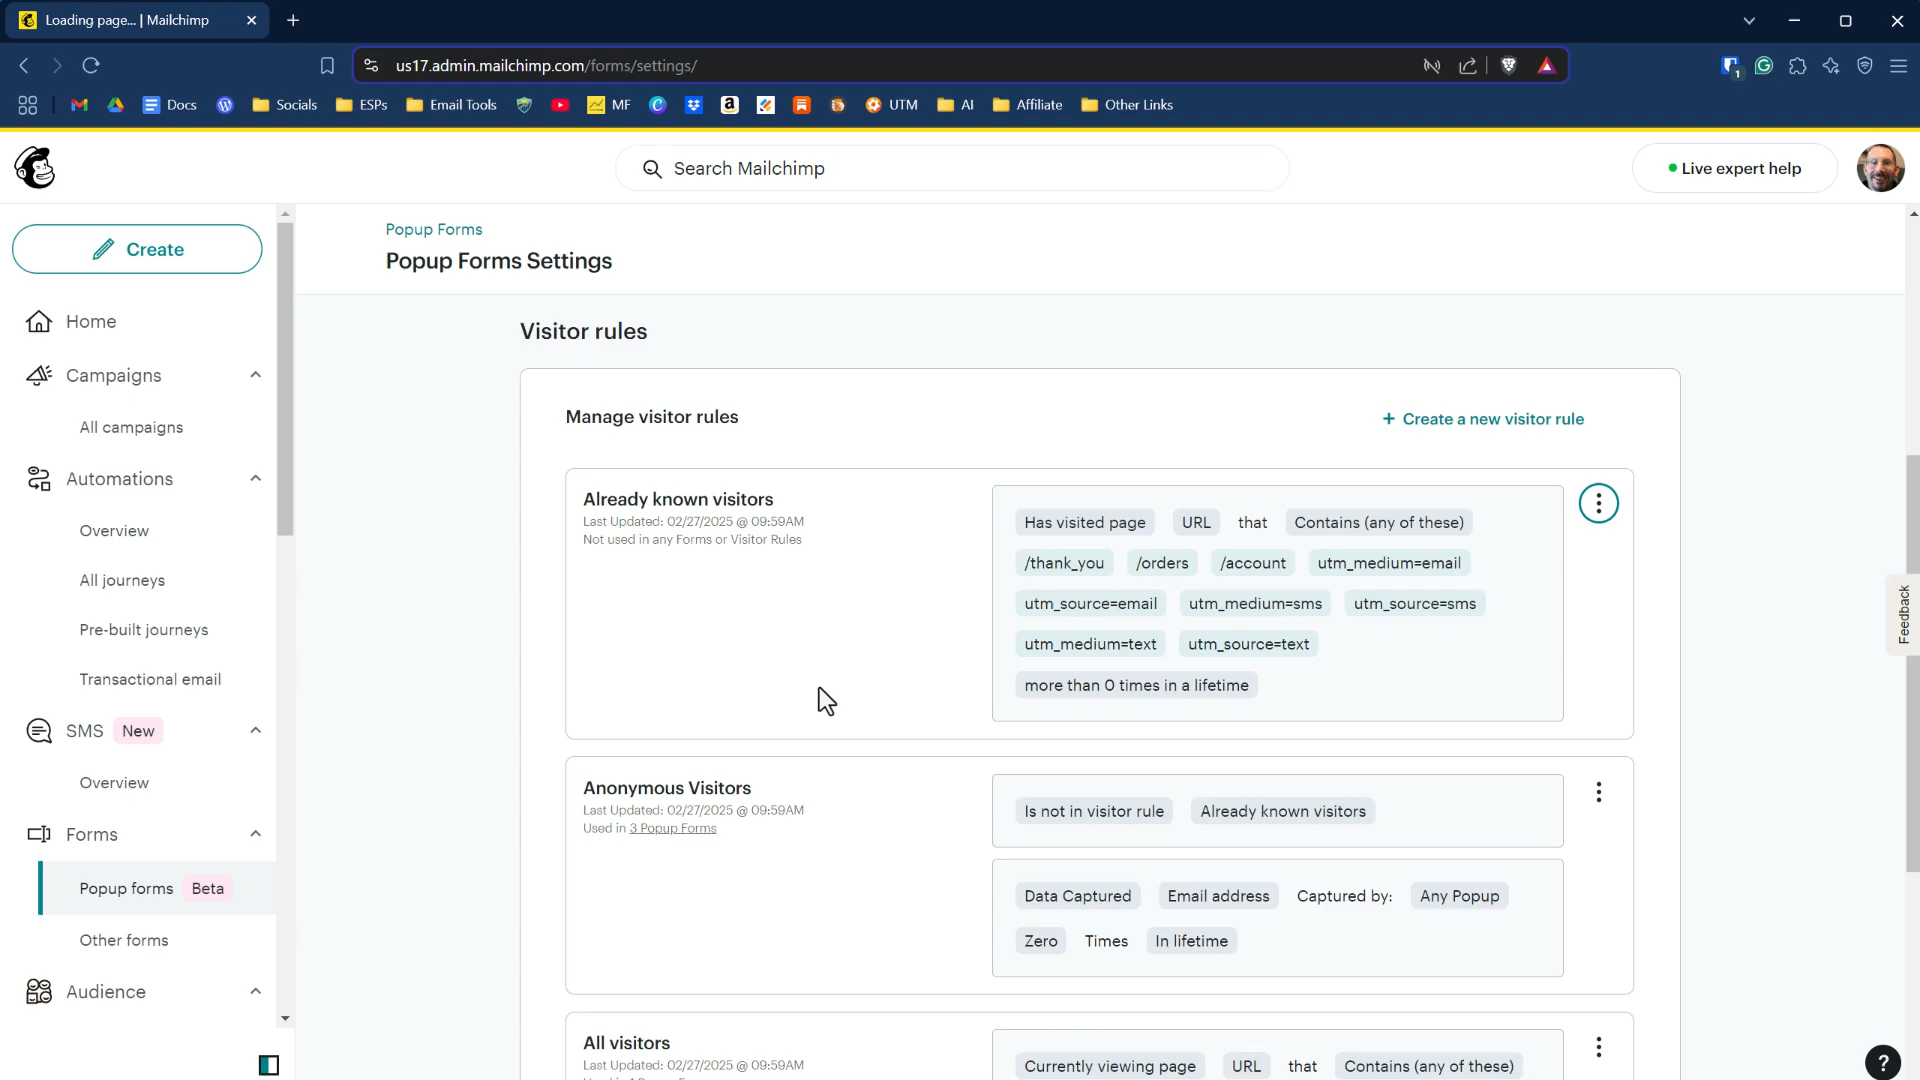 Loading page... | Mailchimp
us17.admin.mailchimp.com/forms/settings/
1
Docs
Socials
ESPs
Email Tools
MF
UTM
AI
Affiliate
Other Links
Search Mailchimp
Live expert help
Create
Home
Campaigns
All campaigns
Automations
Overview
All journeys
Pre-built journeys
Transactional email
SMS New
Overview
Forms
Popup forms Beta
Other forms
Audience
Popup Forms
Popup Forms Settings
Visitor rules
Manage visitor rules
+ Create a new visitor rule
Already known visitors
Last Updated: 02/27/2025 @ 09:59AM
Not used in any Forms or Visitor Rules
Has visited page URL that Contains (any of these)
/thank_you /orders /account utm_medium=email
utm_source=email utm_medium=sms utm_source=sms
utm_medium=text utm_source=text
more than 0 times in a lifetime
Anonymous Visitors
Last Updated: 02/27/2025 @ 09:59AM
Used in 3 Popup Forms
Is not in visitor rule Already known visitors
Data Captured Email address Captured by: Any Popup
Zero Times In lifetime
All visitors
Last Updated: 02/27/2025 @ 09:59AM
Currently viewing page URL that Contains (any of these)
Feedback
?